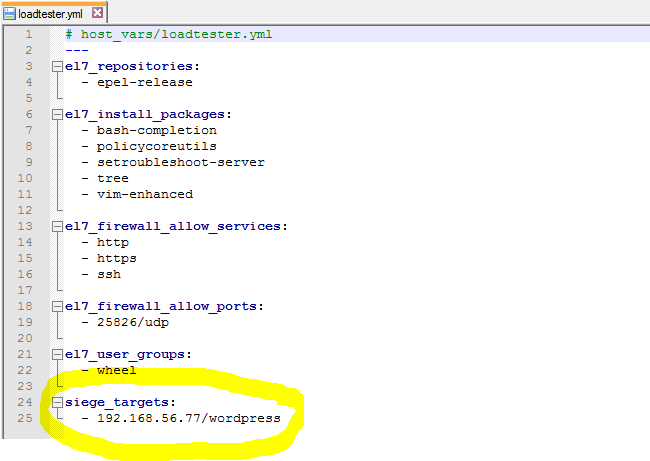 loadtester.yml
1 # host_vars/loadtester.yml
2 ---
3 el7_repositories:
4   - epel-release
5
6 el7_install_packages:
7   - bash-completion
8   - policycoreutils
9   - setroubleshoot-server
10   - tree
11   - vim-enhanced
12
13 el7_firewall_allow_services:
14   - http
15   - https
16   - ssh
17
18 el7_firewall_allow_ports:
19   - 25826/udp
20
21 el7_user_groups:
22   - wheel
23
24 siege_targets:
25   - 192.168.56.77/wordpress